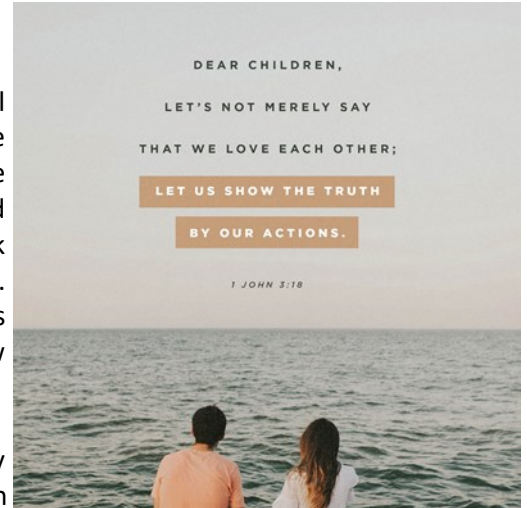 DEAR CHILDREN,
LET'S NOT MERELY SAY
THAT WE LOVE EACH OTHER;
LET US SHOW THE TRUTH
BY OUR ACTIONS.
1 JOHN 3:18